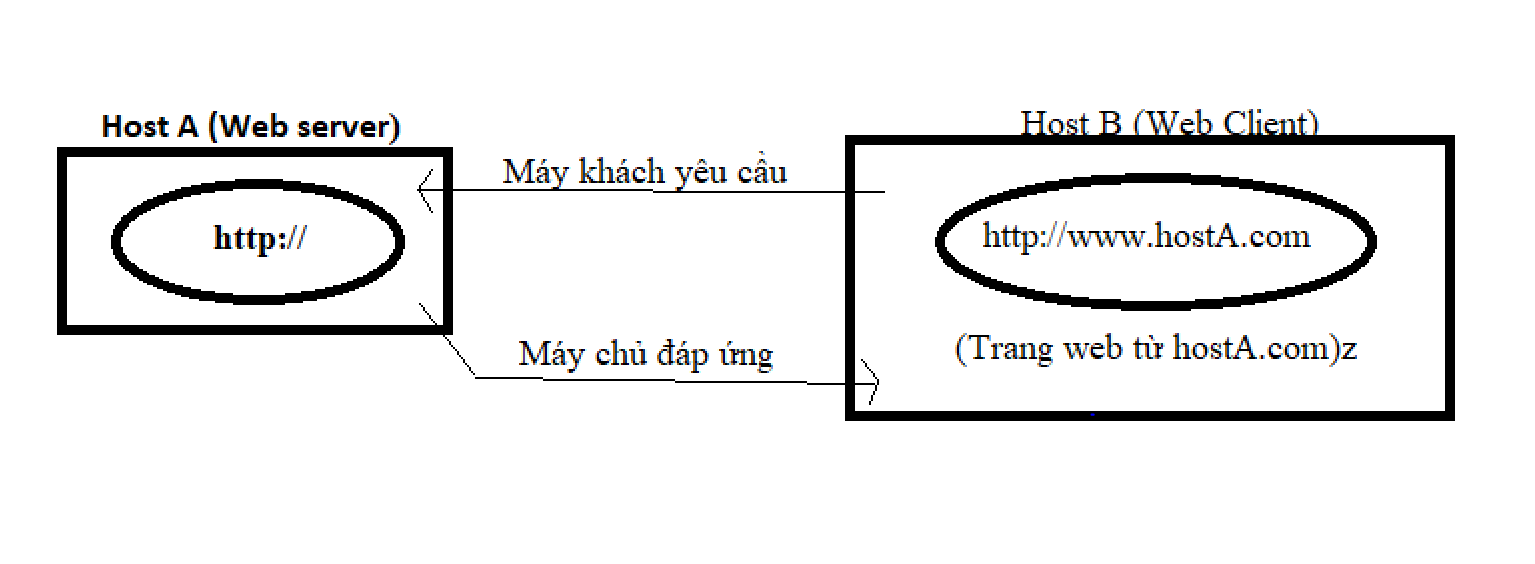 Host A (Web server)
Host B (Web Client)
Máy khách yêu cầu
http://
http://www.hostA.com
Máy chủ đáp ứng
(Trang web từ hostA.com)z